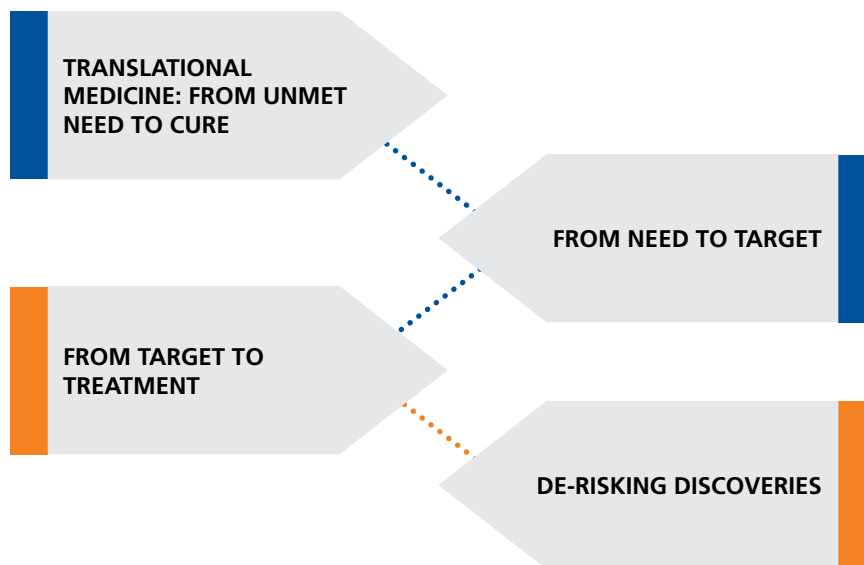 TRANSLATIONAL
MEDICINE: FROM UNMET
NEED TO CURE
FROM NEED TO TARGET
FROM TARGET TO
TREATMENT
DE-RISKING DISCOVERIES